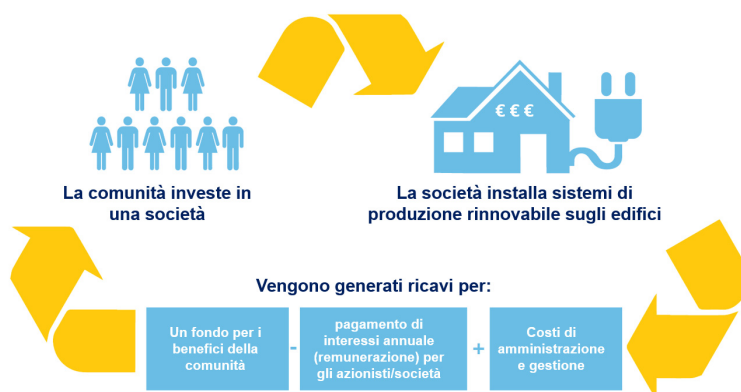 € € €
La comunità investe in
una società
La società installa sistemi di
produzione rinnovabile sugli edifici
Vengono generati ricavi per:
Un fondo per i
benefici della
comunità
-
pagamento di
interessi annuale
(remunerazione) per
gli azionisti/società
+
Costi di
amministrazione
e gestione